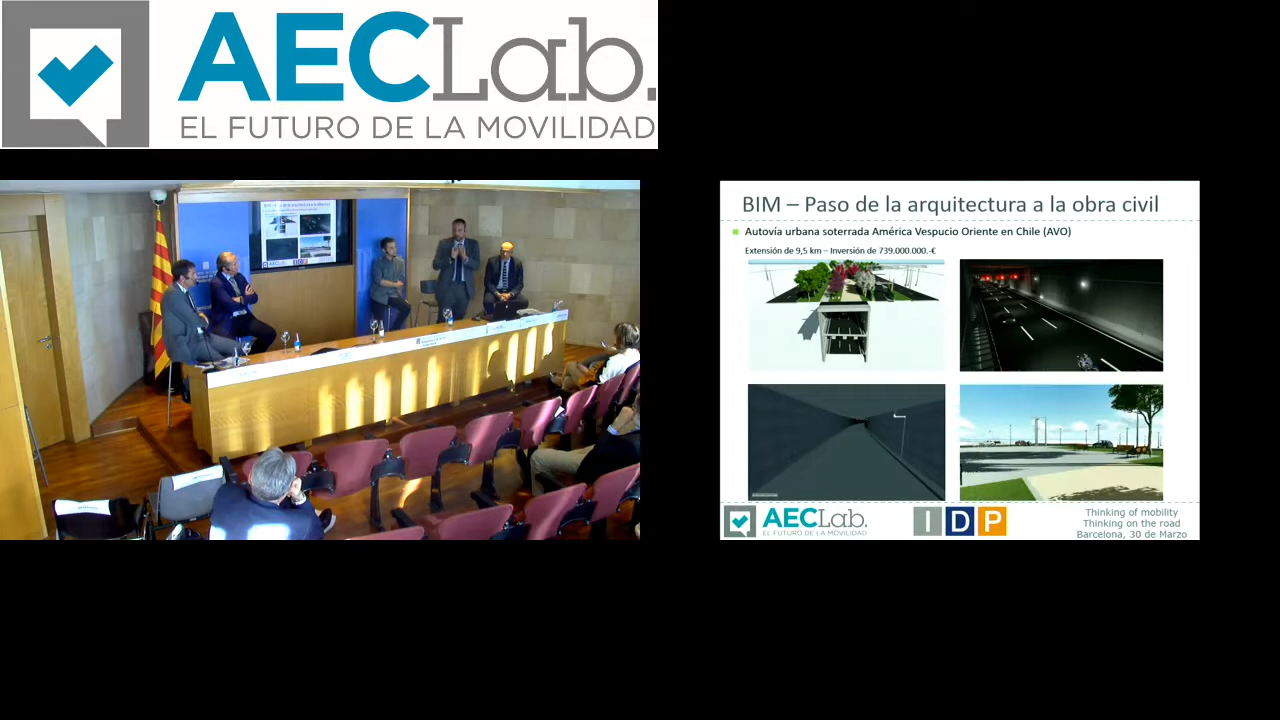 AECLab.
EL FUTURO DE LA MOVILIDAD
BIM – Paso de la arquitectura a la obra civil
Autovía urbana soterrada América Vespucio Oriente en Chile (AVO)
Extensión de 9,5 km – Inversión de 739.000.000.-€
AECLab.
EL FUTURO DE LA MOVILIDAD
IDP
Thinking of mobility
Thinking on the road
Barcelona, 30 de Marzo